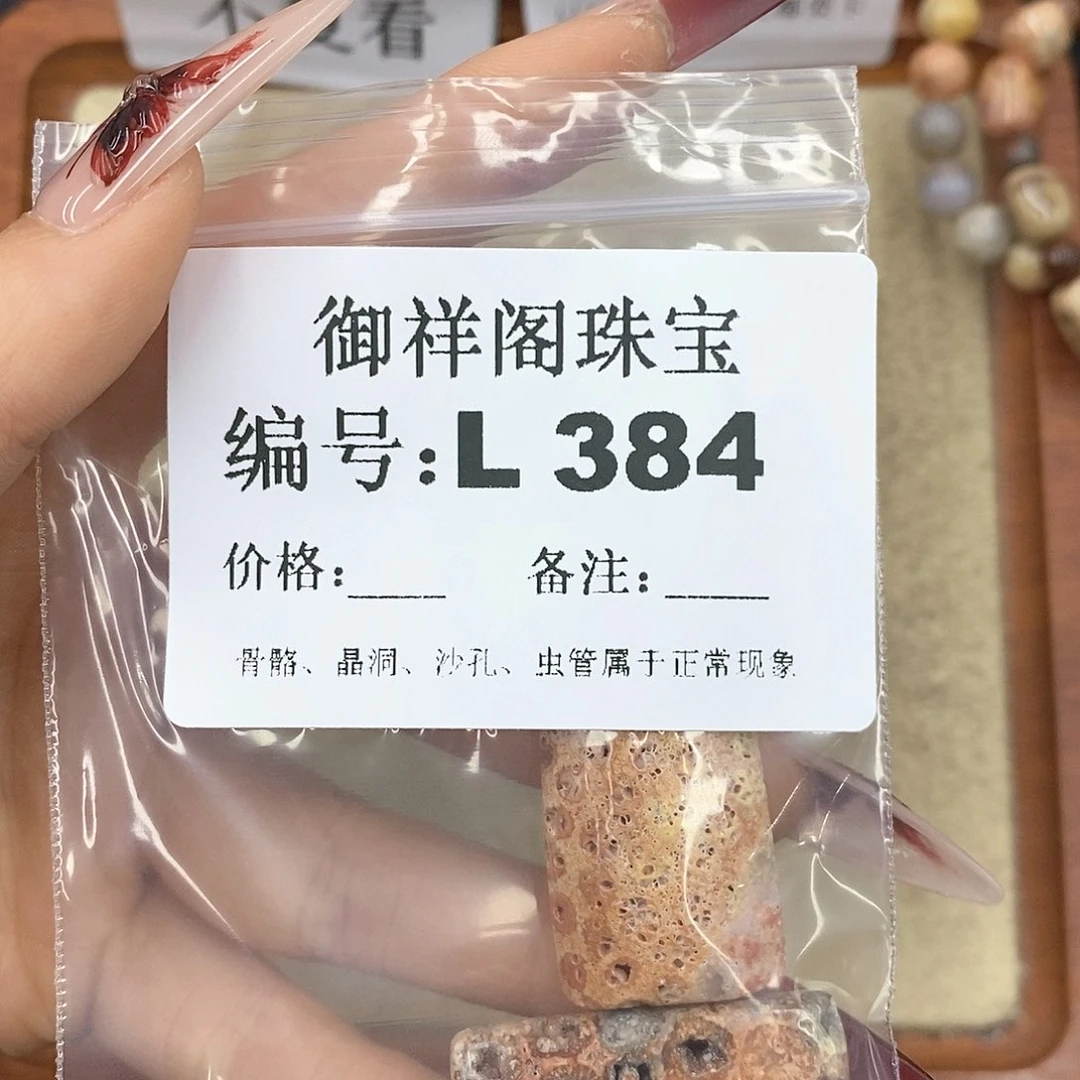 看
御祥阁珠宝
编号:L 384
价格:____ 备注:____
骨骼、晶洞、沙孔、虫管属于正常现象